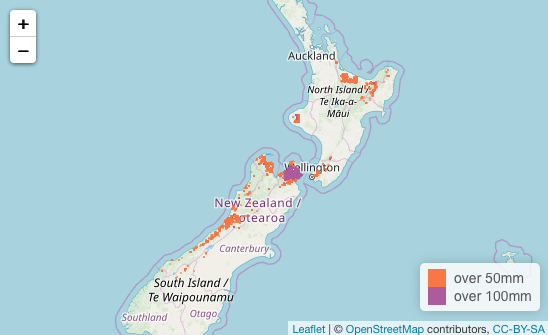 +
−
Auckland
North Island /
Te Ika-a-
Māui
Wellington
New Zealand /
Aotearoa
Canterbury
South Island /
Te Waipounamu
Otago
Southland
over 50mm
over 100mm
Leaflet | © OpenStreetMap contributors, CC-BY-SA